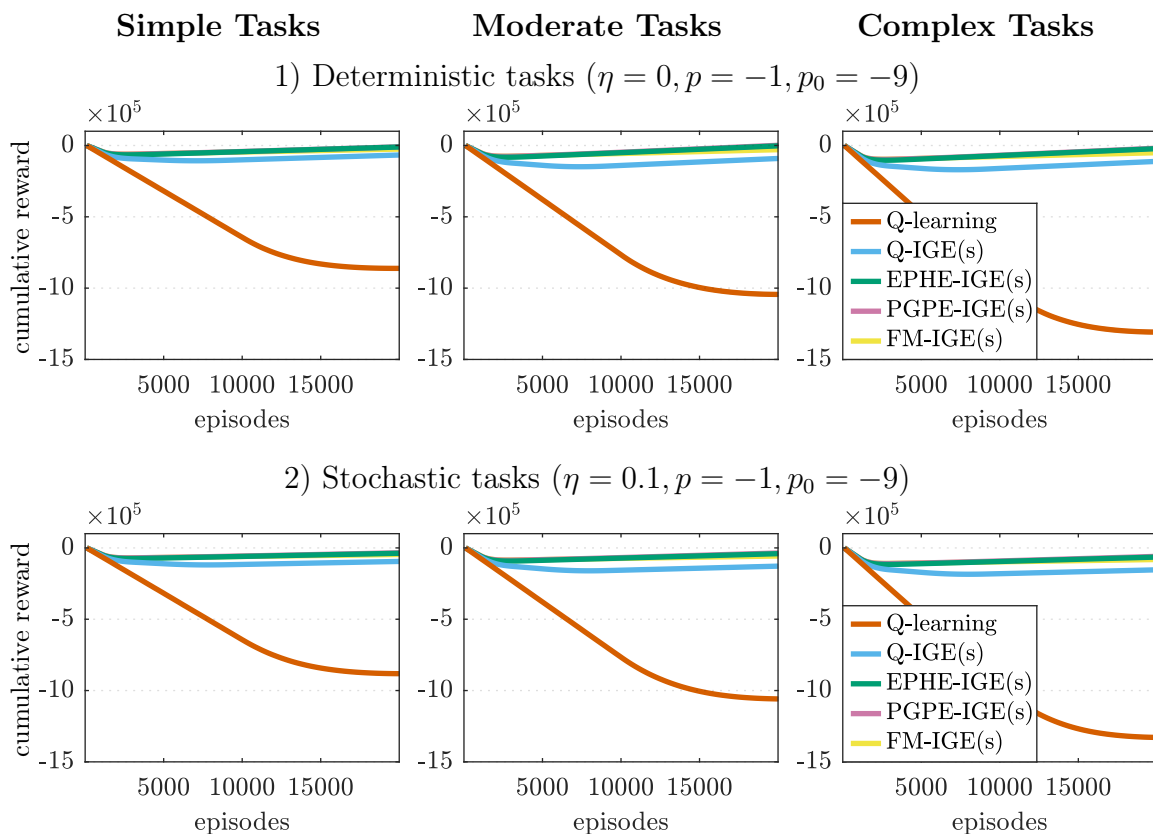 Simple Tasks Moderate Tasks Complex Tasks
1) Deterministic tasks (η = 0, p = −1, p₀ = −9)
×10⁵ ×10⁵ ×10⁵
0 0 0
-5 -5 -5
-10 -10 -10
-15 -15 -15
cumulative reward
Q-learning
Q-IGE(s)
EPHE-IGE(s)
PGPE-IGE(s)
FM-IGE(s)
5000 10000 15000 5000 10000 15000 5000 10000 15000
episodes episodes episodes
2) Stochastic tasks (η = 0.1, p = −1, p₀ = −9)
×10⁵ ×10⁵ ×10⁵
0 0 0
-5 -5 -5
-10 -10 -10
-15 -15 -15
cumulative reward
Q-learning
Q-IGE(s)
EPHE-IGE(s)
PGPE-IGE(s)
FM-IGE(s)
5000 10000 15000 5000 10000 15000 5000 10000 15000
episodes episodes episodes